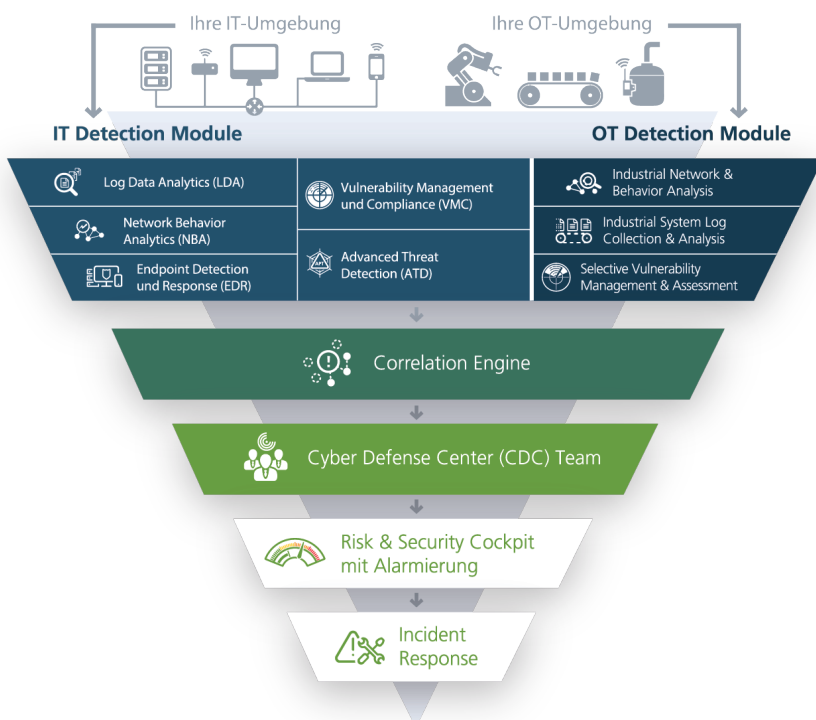 Ihre IT-Umgebung
Ihre OT-Umgebung
IT Detection Module
OT Detection Module
Log Data Analytics (LDA)
Network Behavior
Analytics (NBA)
Endpoint Detection
und Response (EDR)
Vulnerability Management
und Compliance (VMC)
APT
Advanced Threat
Detection (ATD)
Industrial Network &
Behavior Analysis
Industrial System Log
Collection & Analysis
Selective Vulnerability
Management & Assessment
Correlation Engine
Cyber Defense Center (CDC) Team
Risk & Security Cockpit
mit Alarmierung
Incident
Response